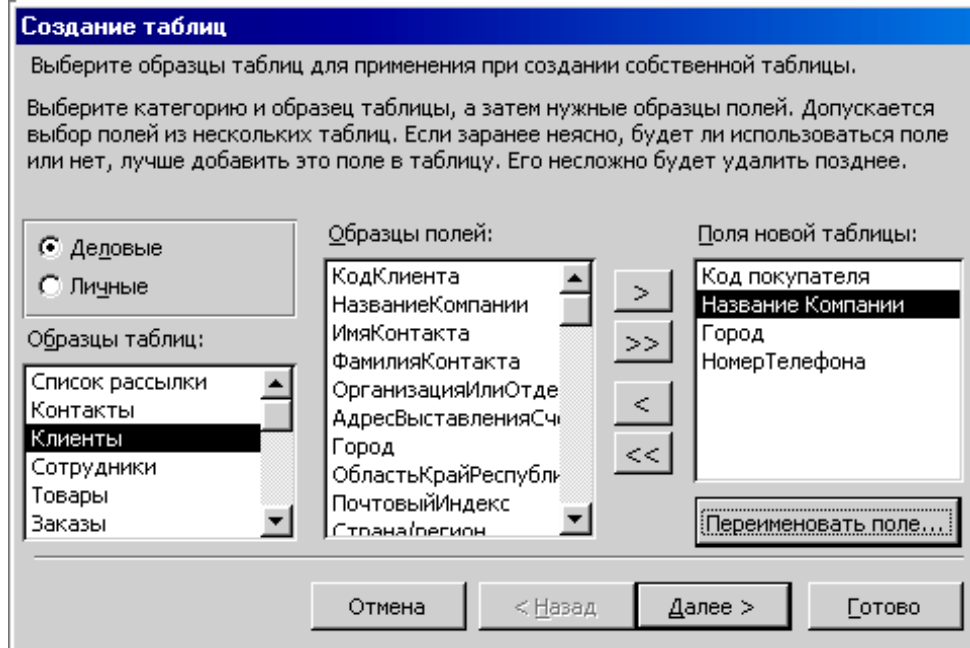 Создание таблиц
Выберите образцы таблиц для применения при создании собственной таблицы.
Выберите категорию и образец таблицы, а затем нужные образцы полей. Допускается
выбор полей из нескольких таблиц. Если заранее неясно, будет ли использоваться поле
или нет, лучше добавить это поле в таблицу. Его несложно будет удалить позднее.
Деловые
Личные
Образцы таблиц:
Список рассылки
Контакты
Клиенты
Сотрудники
Товары
Заказы
Образцы полей:
КодКлиента
НазваниеКомпании
ИмяКонтакта
ФамилияКонтакта
ОрганизацияИлиОтде
АдресВыставленияСч
Город
ОбластьКрайРеспубли
ПочтовыйИндекс
Страна/регион
>
>>
<
<<
Поля новой таблицы:
Код покупателя
Название Компании
Город
НомерТелефона
Переименовать поле...
Отмена
< Назад
Далее >
Готово